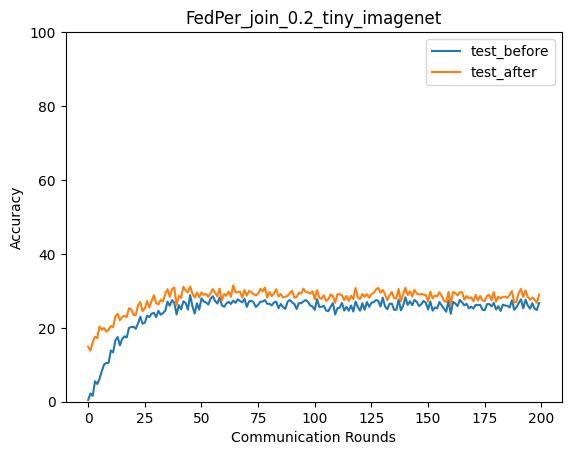 FedPer_join_0.2_tiny_imagenet
100
80
60
40
20
0
Accuracy
test_before
test_after
0 25 50 75 100 125 150 175 200
Communication Rounds